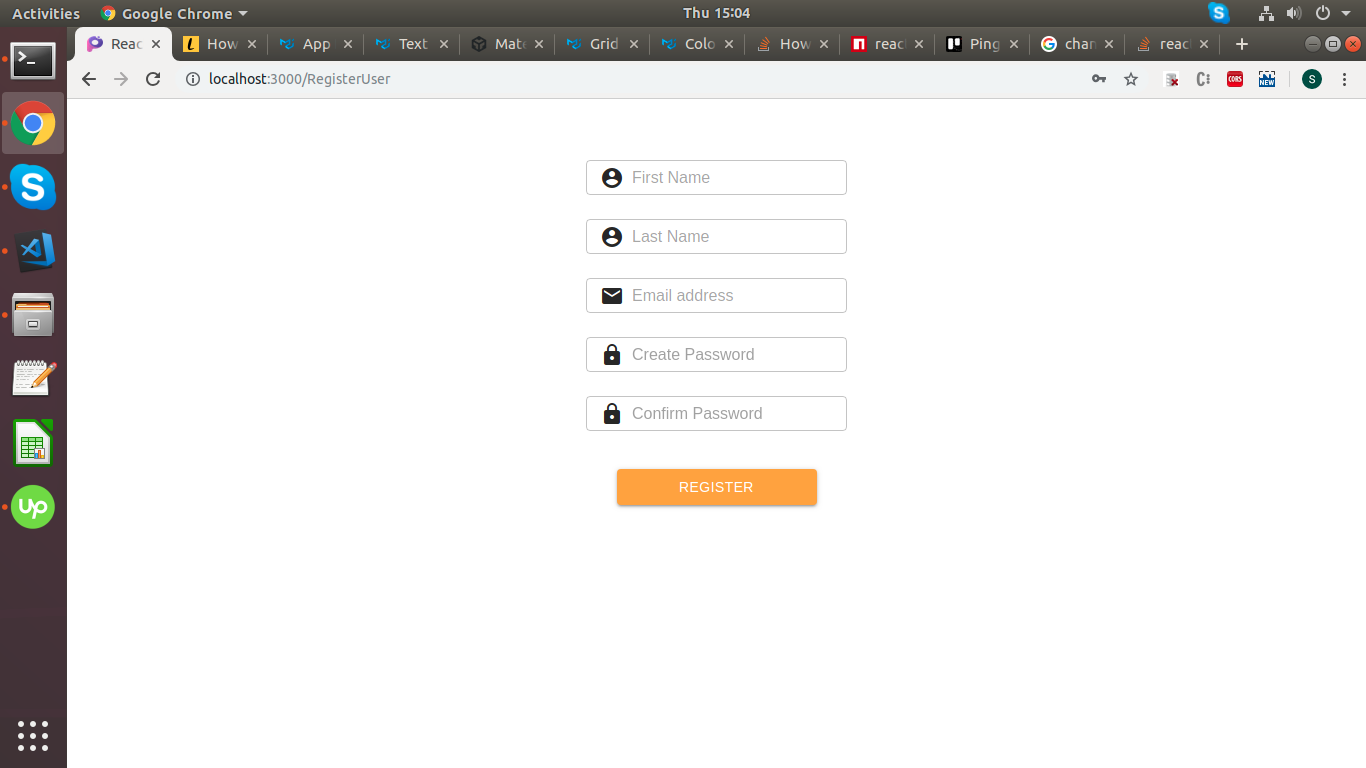 Activities Google Chrome Thu 15:04
Reac How App Text Mate Grid Colo How reac Ping chan reac
localhost:3000/RegisterUser CORS NEW S
First Name
Last Name
Email address
Create Password
Confirm Password
REGISTER